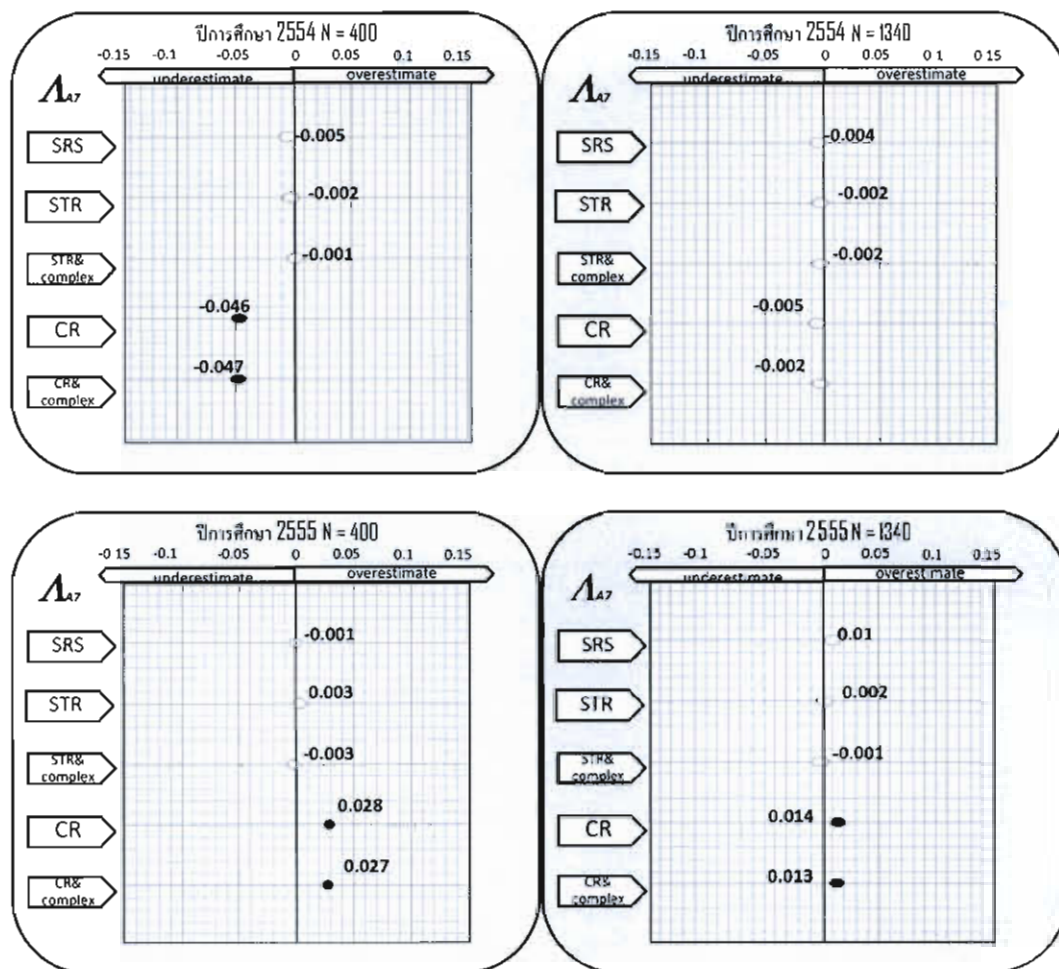 ปีการศึกษา 2554 N = 400
-0.15 -0.1 -0.05 0 0.05 0.1 0.15
underestimate overestimate
Λ A7
SRS -0.005
STR -0.002
STR& complex -0.001
CR -0.046
CR& complex -0.047
ปีการศึกษา 2554 N = 1340
-0.15 -0.1 -0.05 0 0.05 0.1 0.15
underestimate overestimate
Λ A7
SRS -0.004
STR -0.002
STR& complex -0.002
CR -0.005
CR& complex -0.002
ปีการศึกษา 2555 N = 400
-0.15 -0.1 -0.05 0 0.05 0.1 0.15
underestimate overestimate
Λ A7
SRS -0.001
STR 0.003
STR& complex -0.003
CR 0.028
CR& complex 0.027
ปีการศึกษา 2555 N = 1340
-0.15 -0.1 -0.05 0 0.05 0.1 0.15
underestimate overestimate
Λ A7
SRS 0.01
STR 0.002
STR& complex -0.001
CR 0.014
CR& complex 0.013